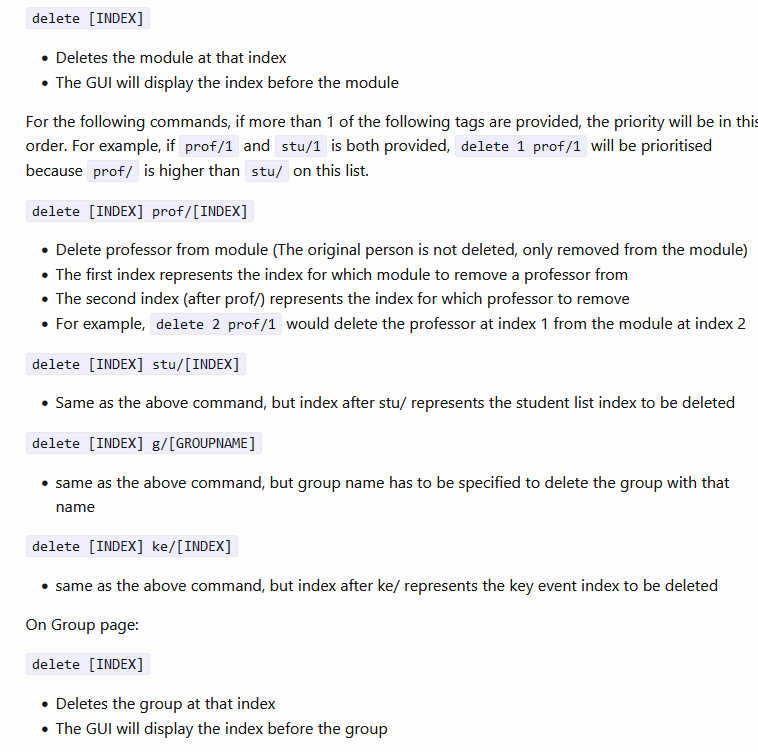 delete [INDEX]
• Deletes the module at that index
• The GUI will display the index before the module
For the following commands, if more than 1 of the following tags are provided, the priority will be in this
order. For example, if prof/1 and stu/1 is both provided, delete 1 prof/1 will be prioritised
because prof/ is higher than stu/ on this list.
delete [INDEX] prof/[INDEX]
• Delete professor from module (The original person is not deleted, only removed from the module)
• The first index represents the index for which module to remove a professor from
• The second index (after prof/) represents the index for which professor to remove
• For example, delete 2 prof/1 would delete the professor at index 1 from the module at index 2
delete [INDEX] stu/[INDEX]
• Same as the above command, but index after stu/ represents the student list index to be deleted
delete [INDEX] g/[GROUPNAME]
• same as the above command, but group name has to be specified to delete the group with that
name
delete [INDEX] ke/[INDEX]
• same as the above command, but index after ke/ represents the key event index to be deleted
On Group page:
delete [INDEX]
• Deletes the group at that index
• The GUI will display the index before the group